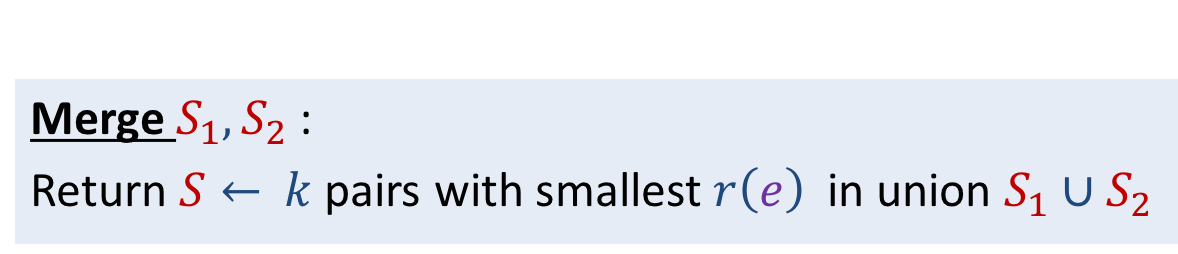 Merge S₁, S₂ :
Return S ← k pairs with smallest r(e) in union S₁ ∪ S₂